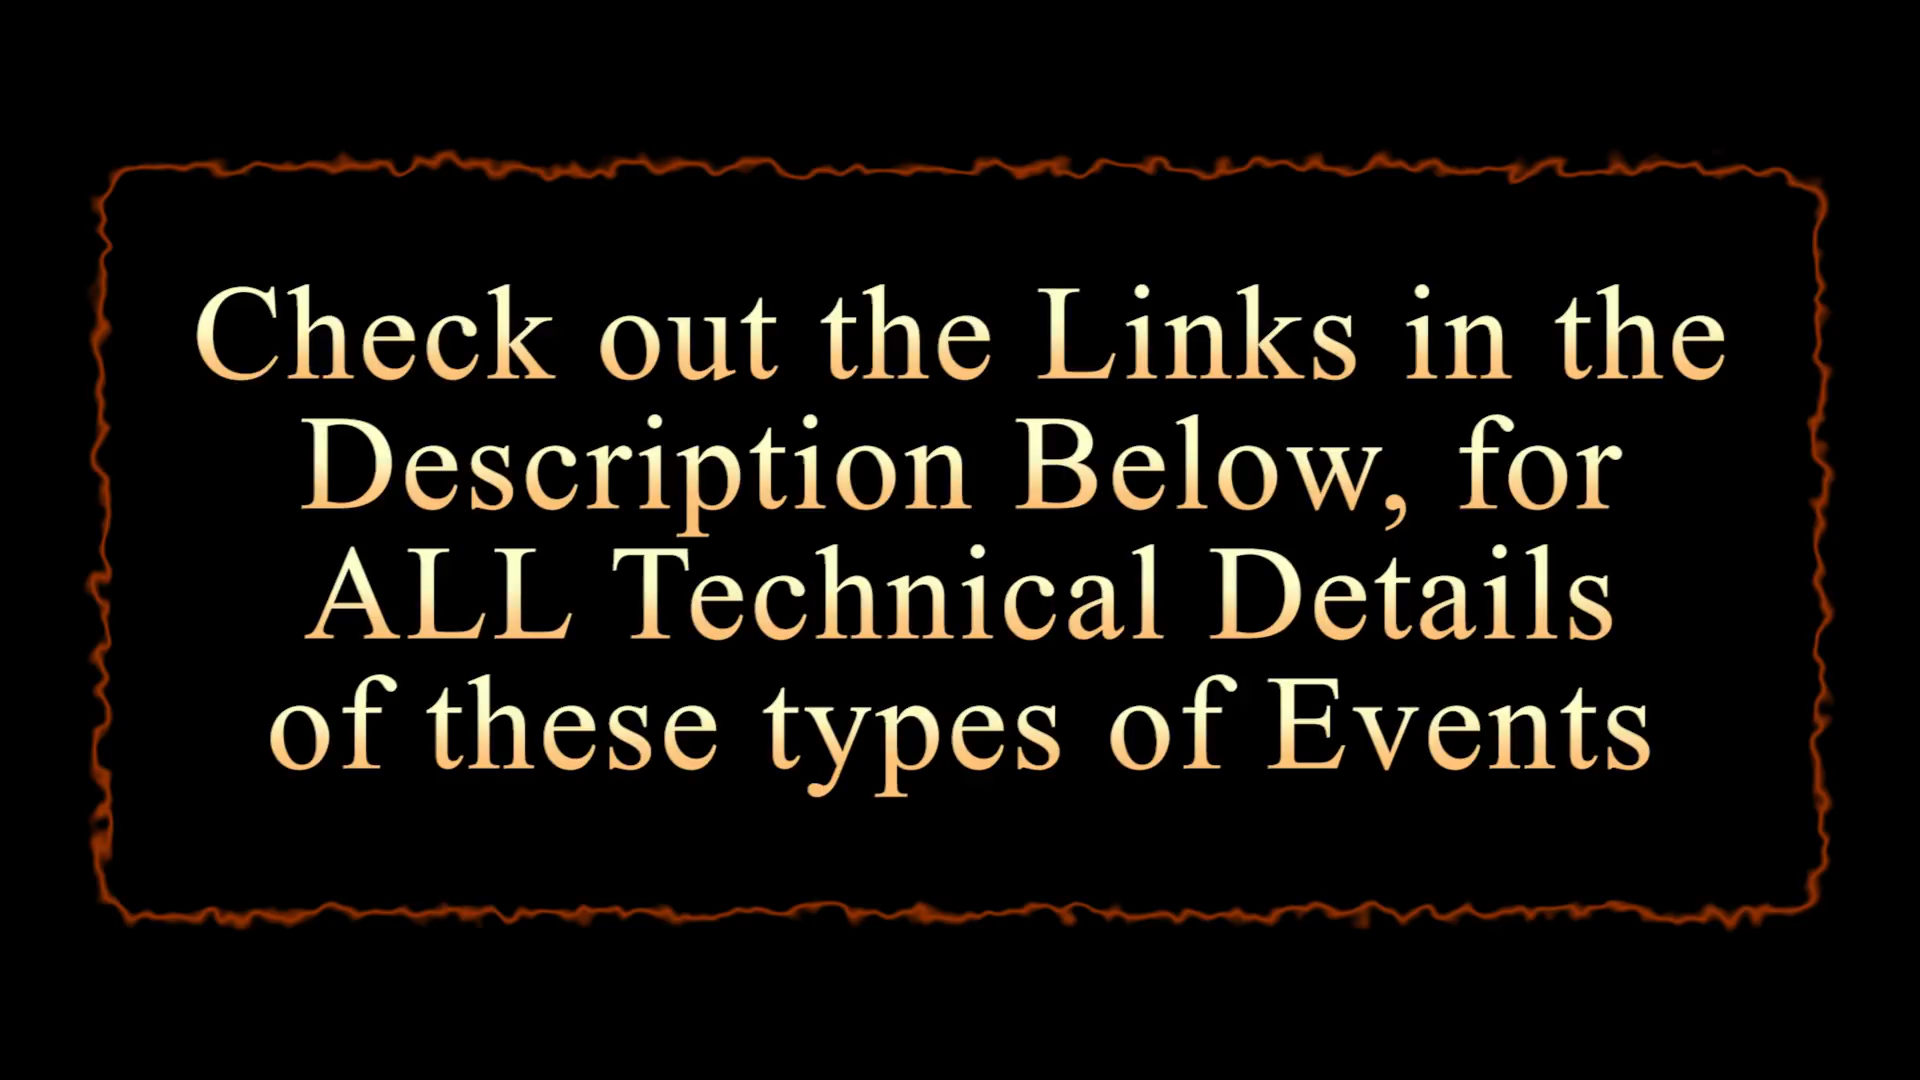 Check out the Links in the
Description Below, for
ALL Technical Details
of these types of Events